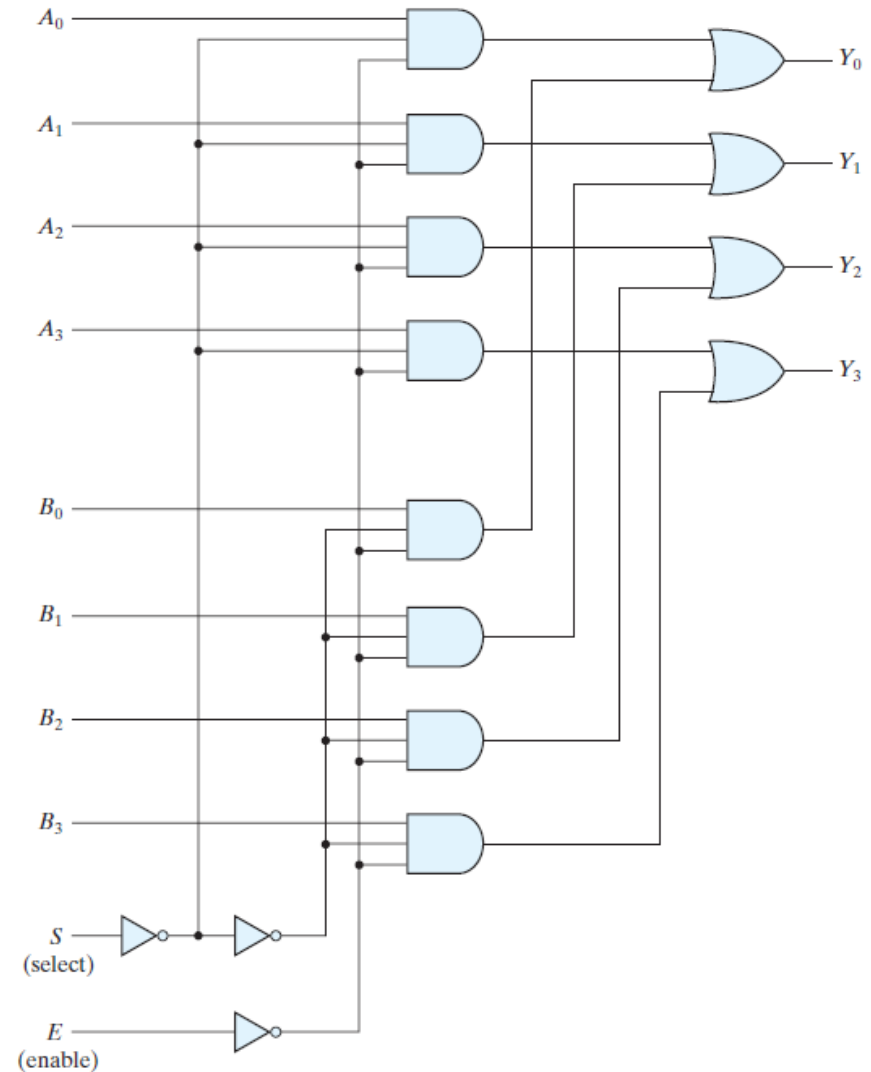 A₀
Y₀
A₁
Y₁
A₂
Y₂
A₃
Y₃
B₀
B₁
B₂
B₃
S
(select)
E
(enable)